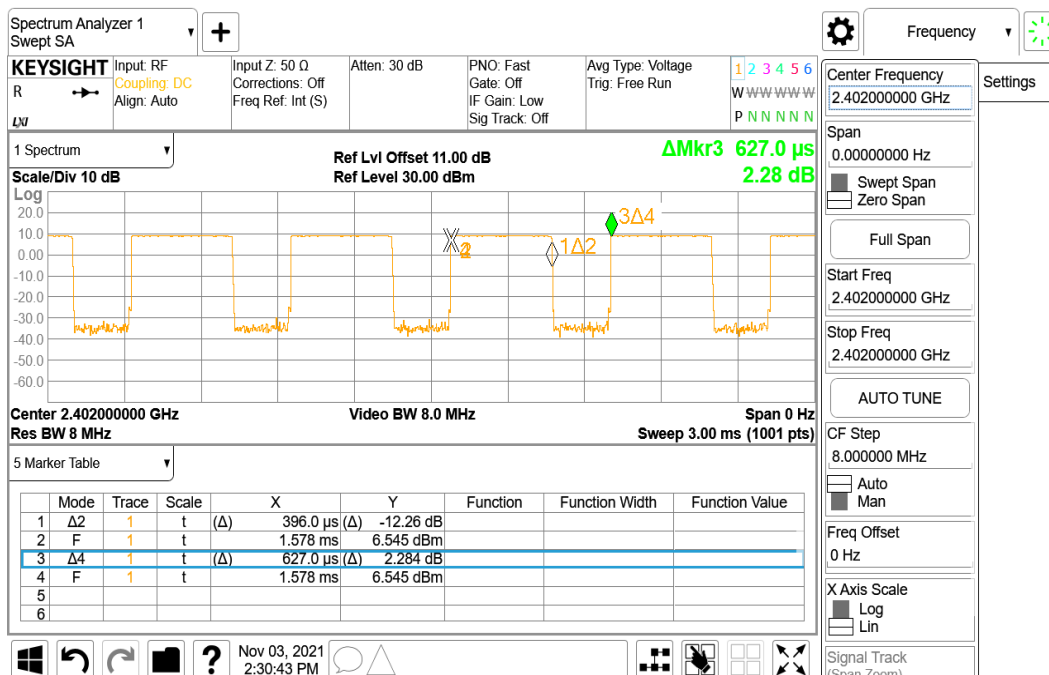 Spectrum Analyzer 1
Swept SA
Frequency
KEYSIGHT
R
LXI
Input: RF
Coupling: DC
Align: Auto
Input Z: 50 Ω
Corrections: Off
Freq Ref: Int (S)
Atten: 30 dB
PNO: Fast
Gate: Off
IF Gain: Low
Sig Track: Off
Avg Type: Voltage
Trig: Free Run
1 2 3 4 5 6
W W W W W W
P N N N N N
Settings
1 Spectrum
Scale/Div 10 dB
Ref Lvl Offset 11.00 dB
Ref Level 30.00 dBm
ΔMkr3 627.0 µs
2.28 dB
Log
20.0
10.0
0.00
-10.0
-20.0
-30.0
-40.0
-50.0
-60.0
3Δ4
1Δ2
Center 2.402000000 GHz
Res BW 8 MHz
Video BW 8.0 MHz
Span 0 Hz
Sweep 3.00 ms (1001 pts)
5 Marker Table
Mode Trace Scale X Y Function Function Width Function Value
1 Δ2 1 t (Δ) 396.0 µs (Δ) -12.26 dB
2 F 1 t 1.578 ms 6.545 dBm
3 Δ4 1 t (Δ) 627.0 µs (Δ) 2.284 dB
4 F 1 t 1.578 ms 6.545 dBm
5
6
Nov 03, 2021
2:30:43 PM
Center Frequency
2.402000000 GHz
Span
0.00000000 Hz
Swept Span
Zero Span
Full Span
Start Freq
2.402000000 GHz
Stop Freq
2.402000000 GHz
AUTO TUNE
CF Step
8.000000 MHz
Auto
Man
Freq Offset
0 Hz
X Axis Scale
Log
Lin
Signal Track
(Span Zoom)